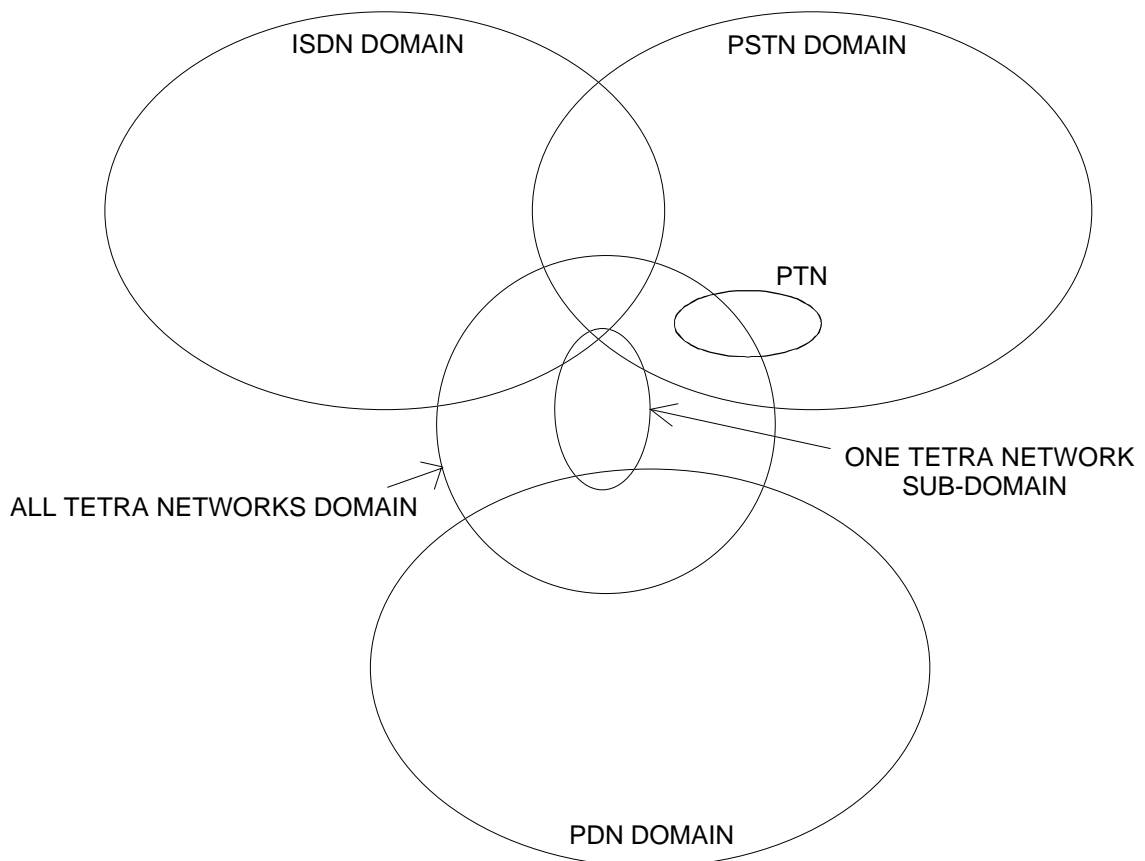 ISDN DOMAIN
PSTN DOMAIN
PTN
ONE TETRA NETWORK
SUB-DOMAIN
ALL TETRA NETWORKS DOMAIN
PDN DOMAIN